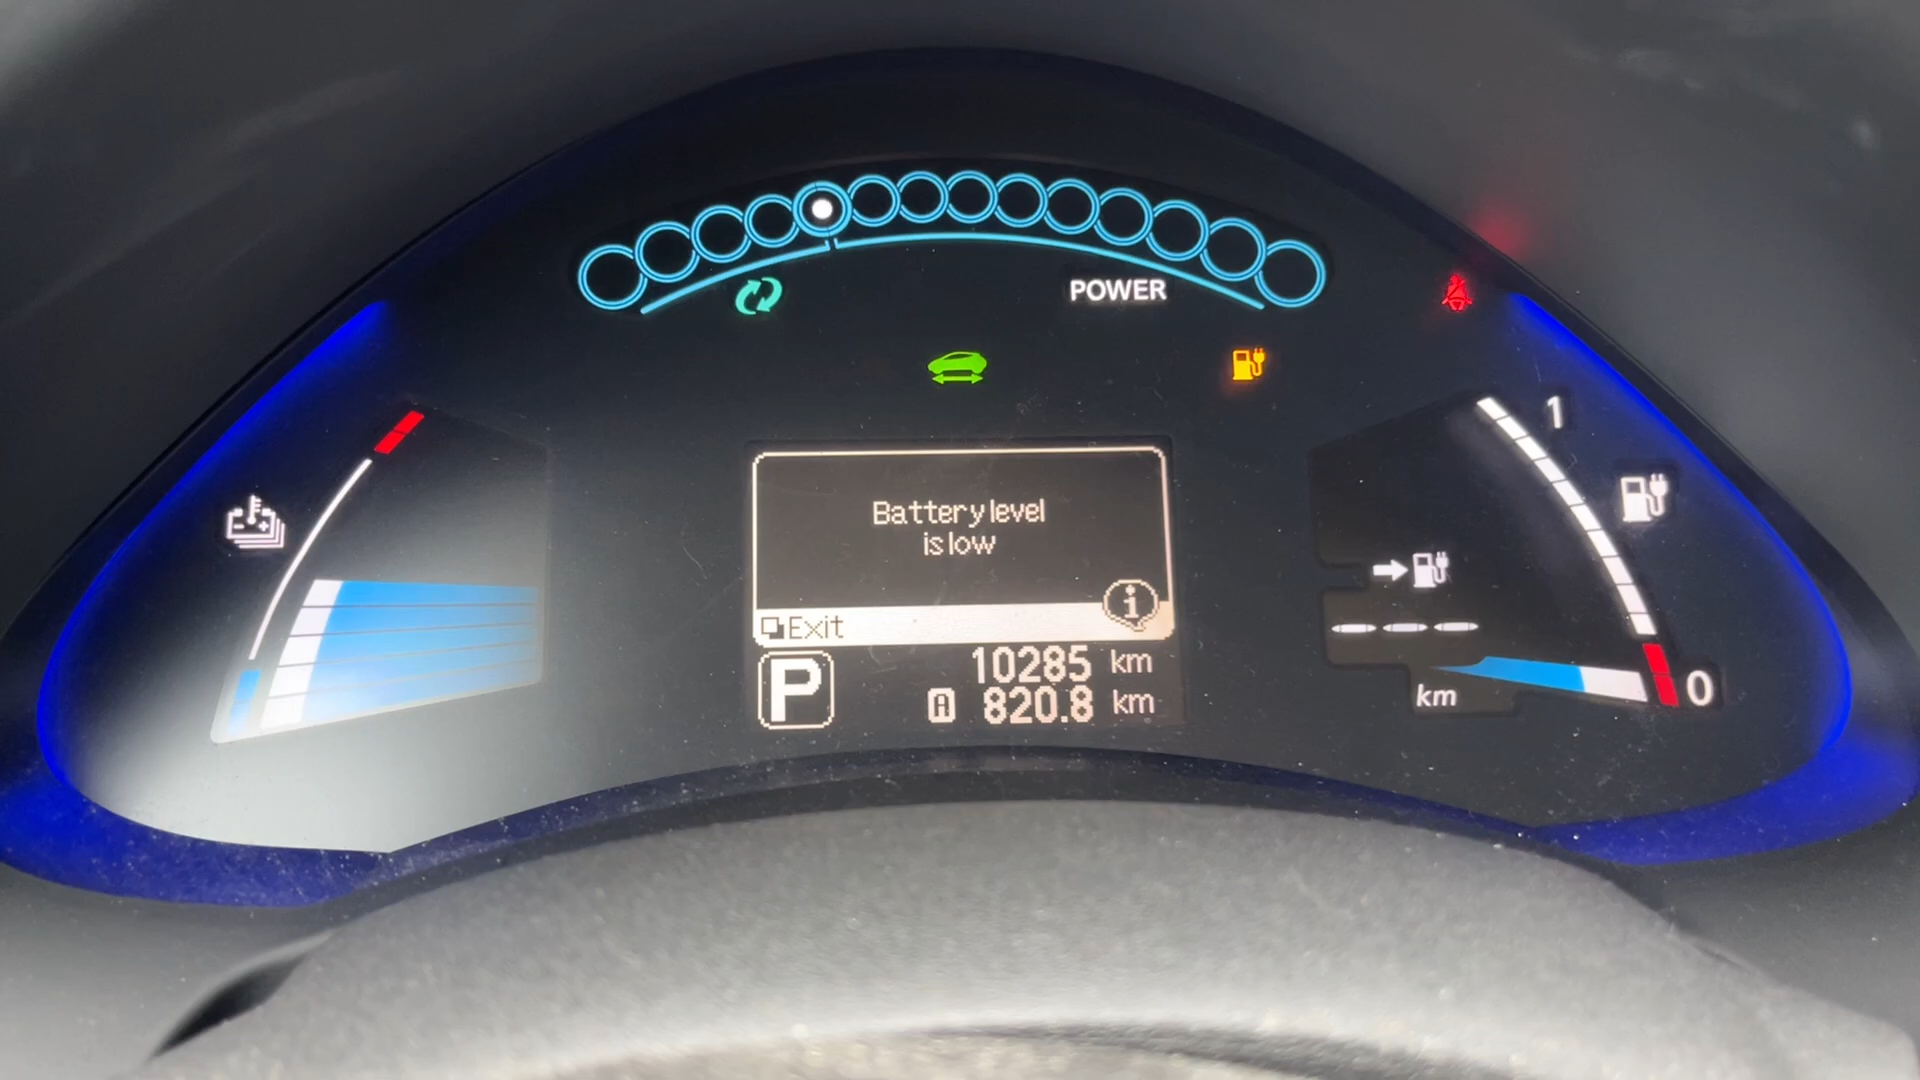 POWER
1
Battery level
is low
i
Exit
P
10285 km
A 820.8 km
---
km
0